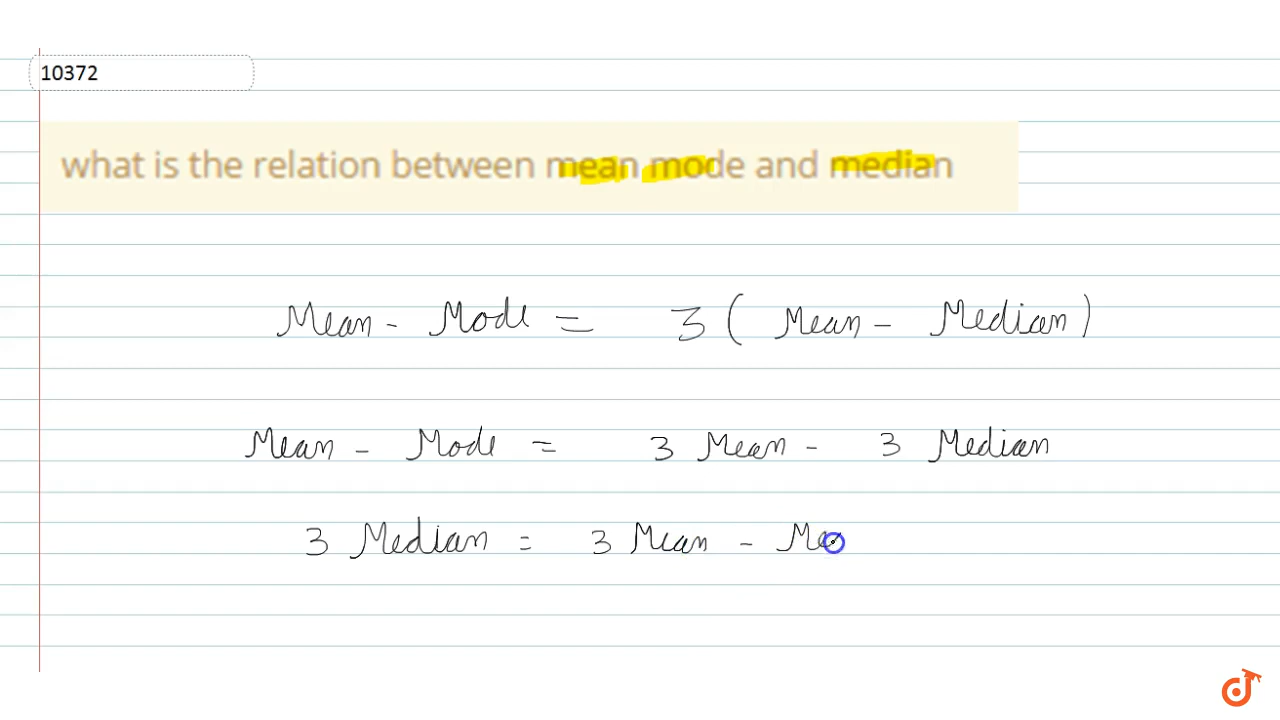 10372
what is the relation between mean mode and median
Mean - Mode = 3 ( Mean - Median )
Mean - Mode = 3 Mean - 3 Median
3 Median = 3 Mean - Me